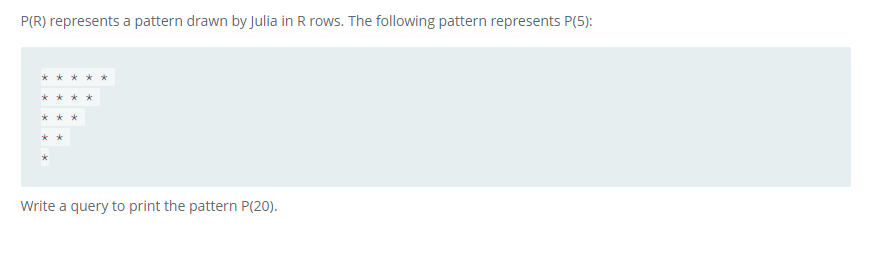 P(R) represents a pattern drawn by Julia in R rows. The following pattern represents P(5):
* * * * *
* * * *
* * *
* *
*
Write a query to print the pattern P(20).